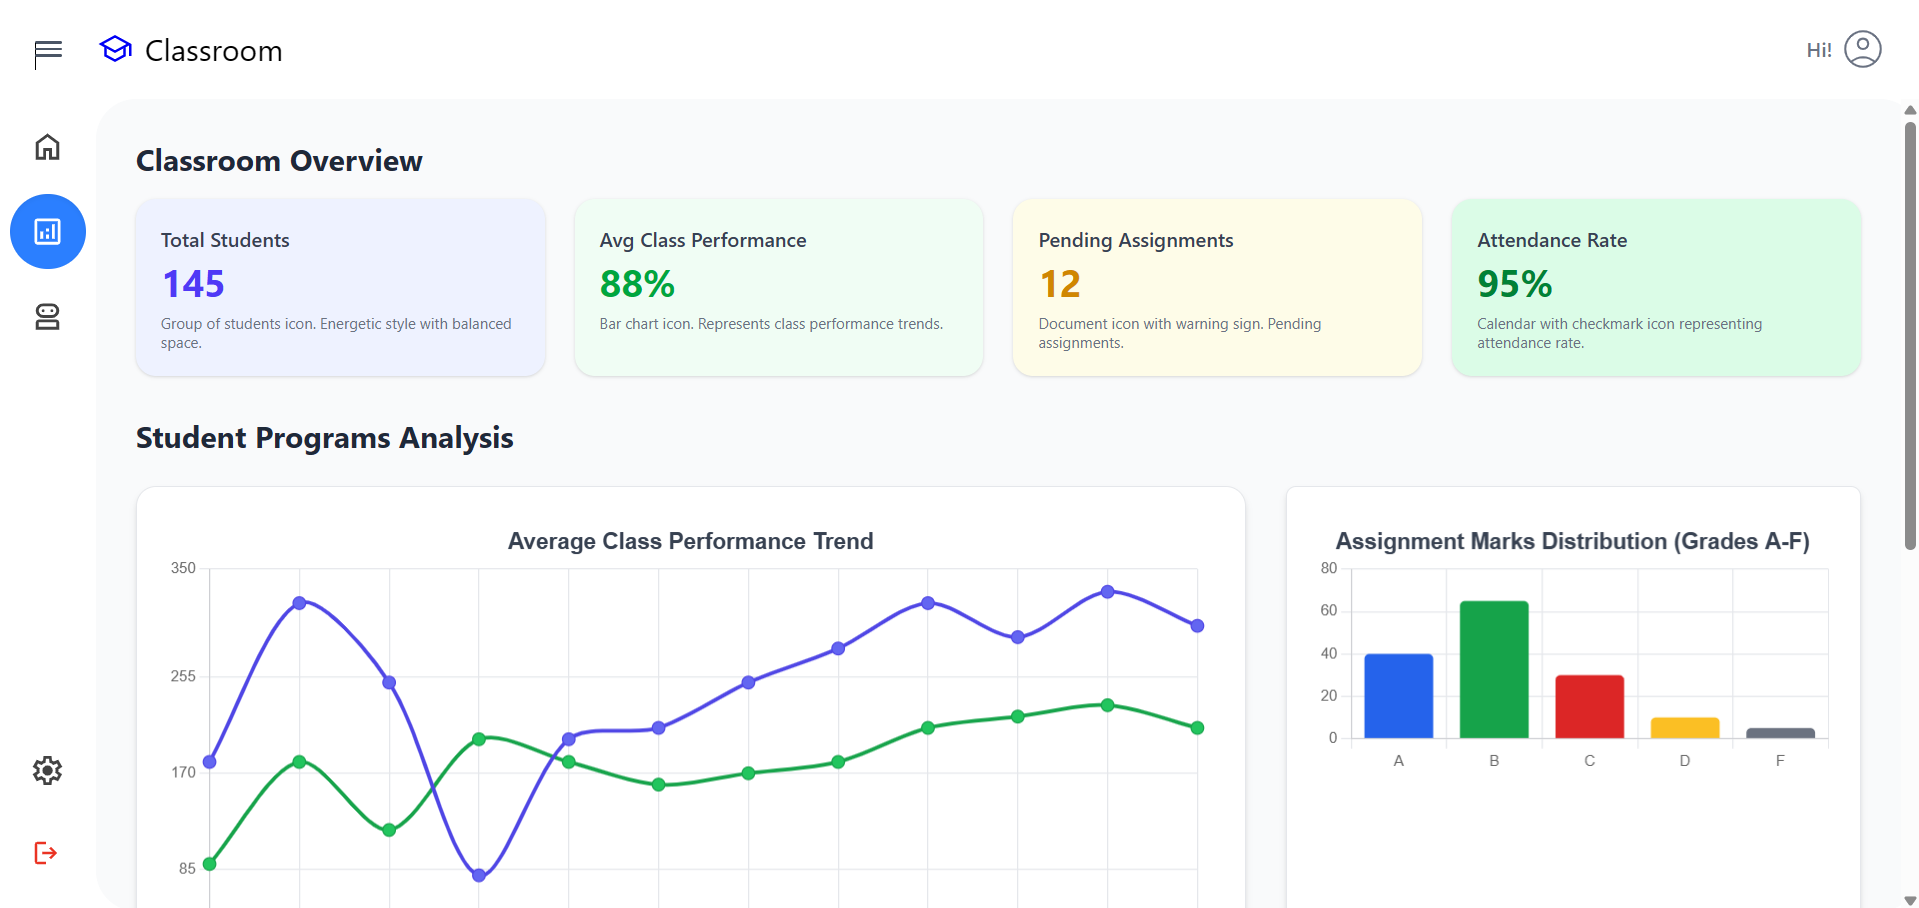 Classroom
Hi!
Classroom Overview
Total Students
145
Group of students icon. Energetic style with balanced
space.
Avg Class Performance
88%
Bar chart icon. Represents class performance trends.
Pending Assignments
12
Document icon with warning sign. Pending
assignments.
Attendance Rate
95%
Calendar with checkmark icon representing
attendance rate.
Student Programs Analysis
Average Class Performance Trend
350
255
170
85
Assignment Marks Distribution (Grades A-F)
80
60
40
20
0
A B C D F